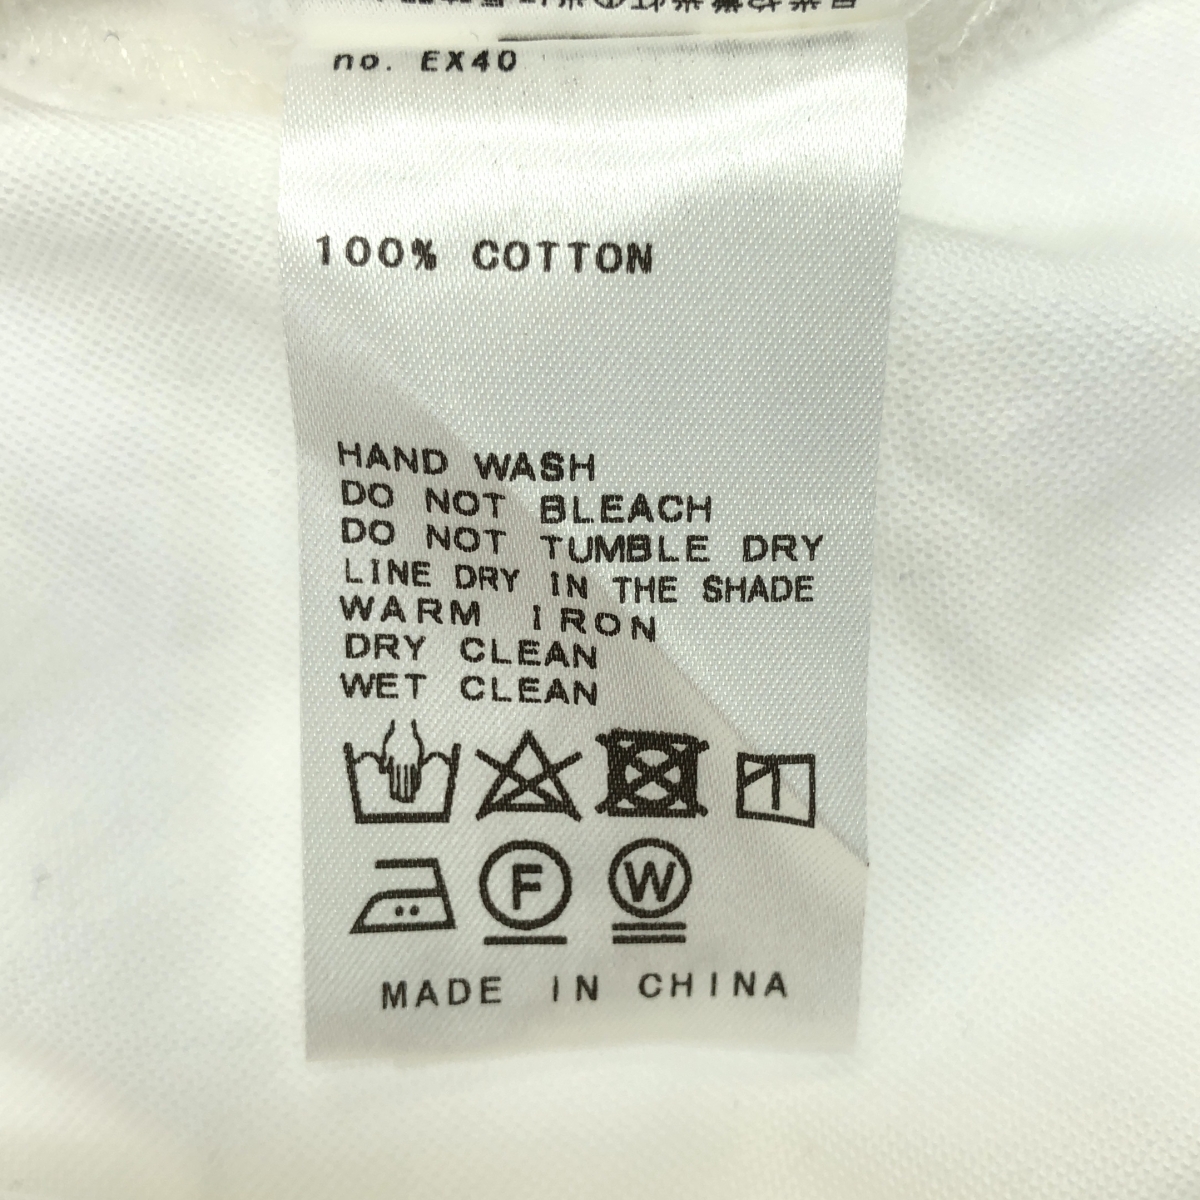 no. EX40
100% COTTON
HAND WASH
DO NOT BLEACH
DO NOT TUMBLE DRY
LINE DRY IN THE SHADE
WARM IRON
DRY CLEAN
WET CLEAN
F
W
MADE IN CHINA